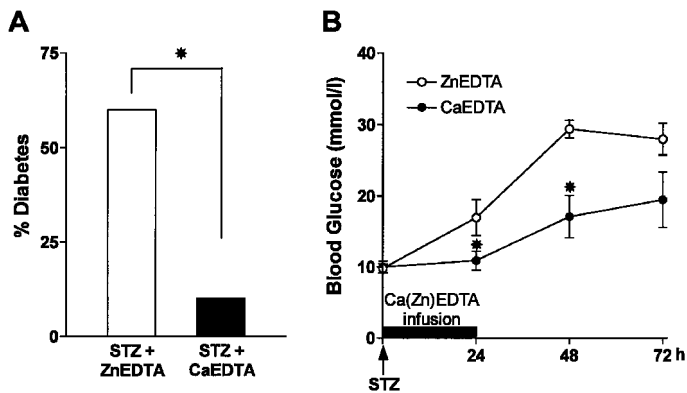 A
75
50
25
0
% Diabetes
*
STZ +
ZnEDTA
STZ +
CaEDTA
B
40
30
20
10
0
Blood Glucose (mmol/l)
ZnEDTA
CaEDTA
*
*
Ca(Zn)EDTA
infusion
24
48
72 h
STZ